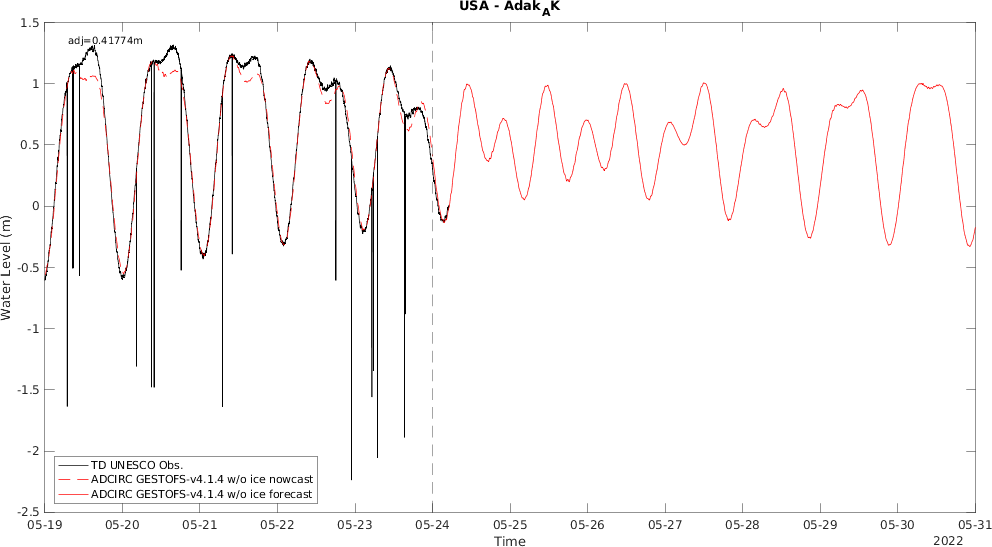 USA - Adak_AK
1.5
adj=0.41774m
1
0.5
0
-0.5
-1
-1.5
-2
-2.5
Water Level (m)
TD UNESCO Obs.
ADCIRC GESTOFS-v4.1.4 w/o ice nowcast
ADCIRC GESTOFS-v4.1.4 w/o ice forecast
05-19 05-20 05-21 05-22 05-23 05-24 05-25 05-26 05-27 05-28 05-29 05-30 05-31
Time
2022